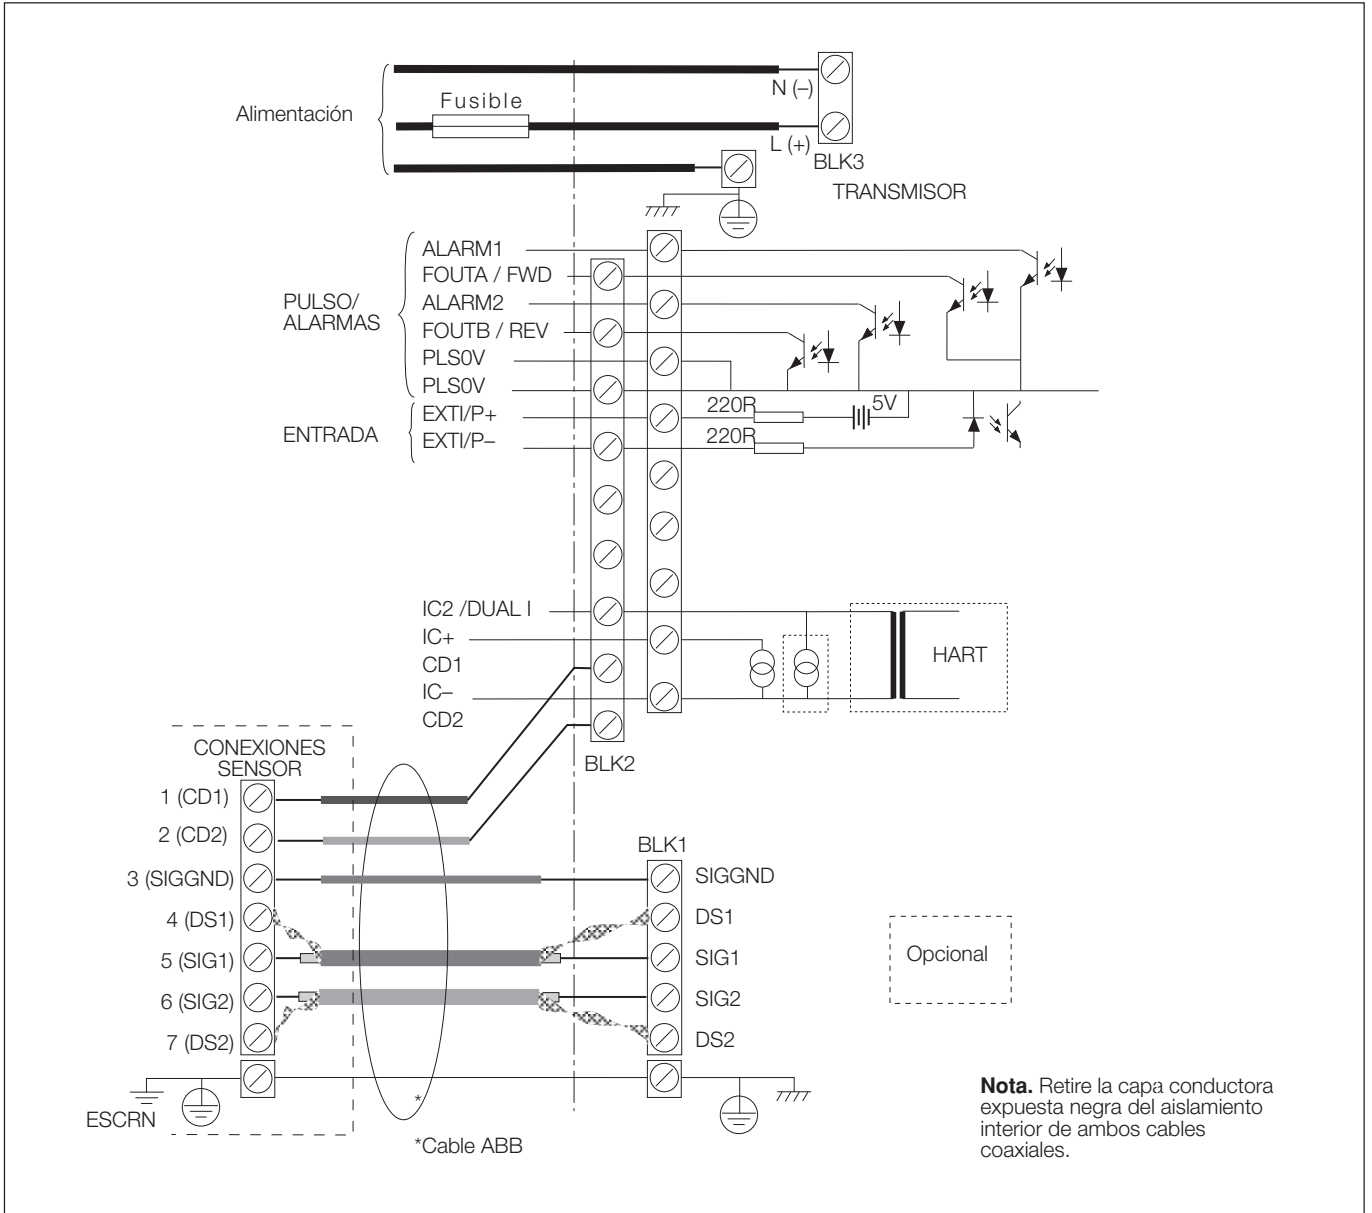 N (–)
Alimentación
Fusible
L (+)
BLK3
TRANSMISOR
PULSO/
ALARMAS
ALARM1
FOUTA / FWD
ALARM2
FOUTB / REV
PLS0V
PLS0V
ENTRADA
EXTI/P+
EXTI/P–
220R
5V
220R
IC2 /DUAL I
IC+
CD1
IC–
CD2
HART
BLK2
CONEXIONES
SENSOR
1 (CD1)
2 (CD2)
3 (SIGGND)
4 (DS1)
5 (SIG1)
6 (SIG2)
7 (DS2)
ESCRN
*
*Cable ABB
BLK1
SIGGND
DS1
SIG1
SIG2
DS2
Opcional
Nota. Retire la capa conductora
expuesta negra del aislamiento
interior de ambos cables
coaxiales.